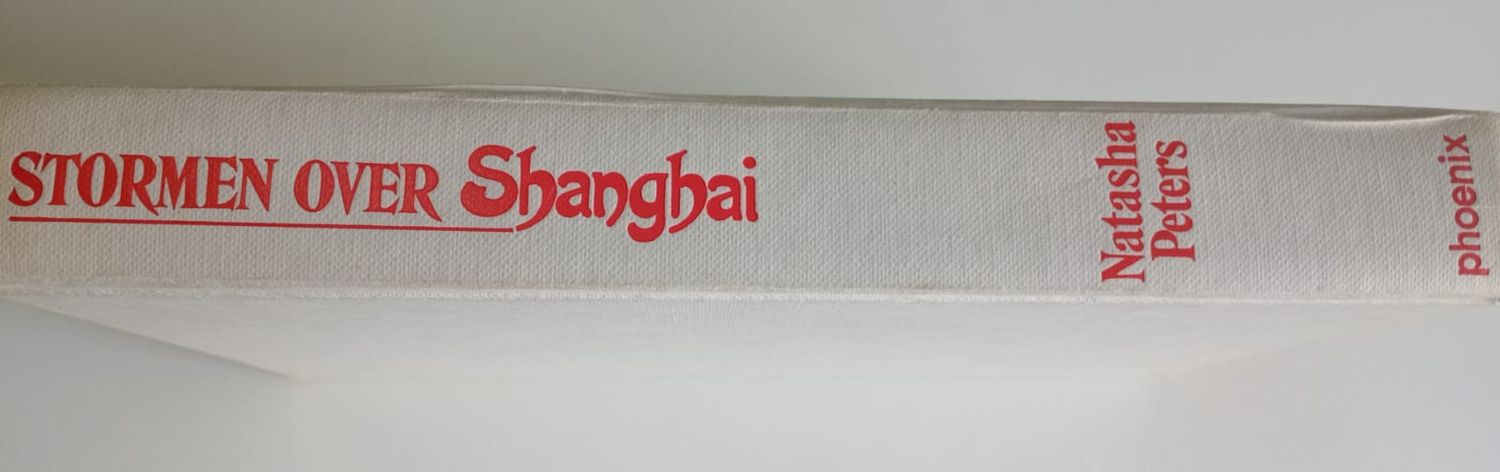 STORMEN OVER Shanghai
Natasha
Peters
phoenix